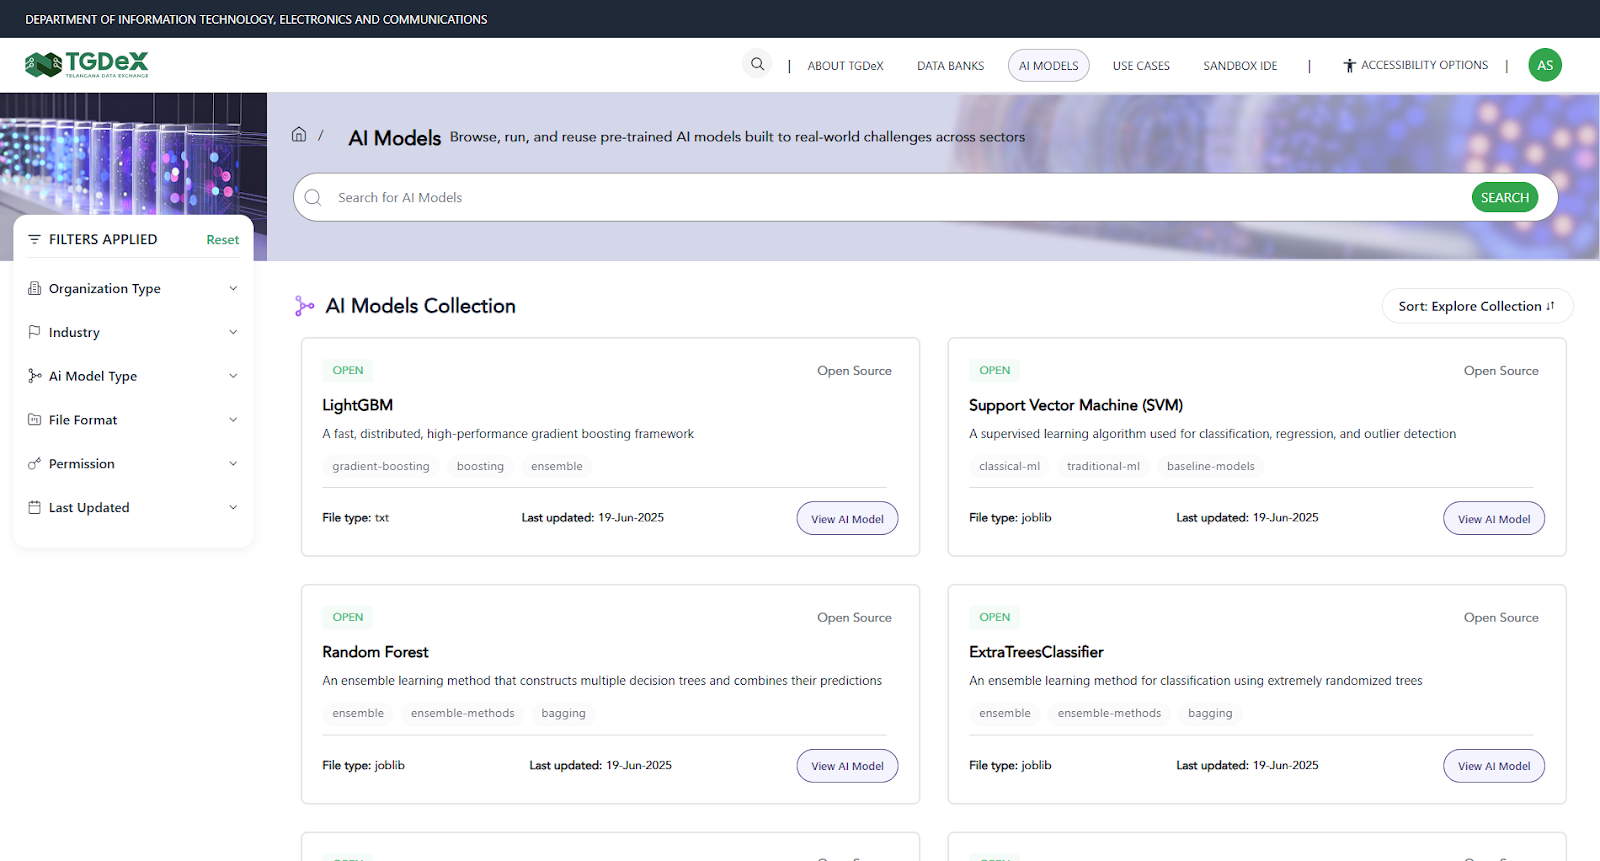 DEPARTMENT OF INFORMATION TECHNOLOGY, ELECTRONICS AND COMMUNICATIONS
TGDeX
TELANGANA DATA EXCHANGE
| ABOUT TGDeX DATA BANKS AI MODELS USE CASES SANDBOX IDE | ACCESSIBILITY OPTIONS | AS
/ AI Models Browse, run, and reuse pre-trained AI models built to real-world challenges across sectors
Search for AI Models SEARCH
FILTERS APPLIED Reset
Organization Type
Industry
Ai Model Type
File Format
Permission
Last Updated
AI Models Collection
Sort: Explore Collection
OPEN Open Source
LightGBM
A fast, distributed, high-performance gradient boosting framework
gradient-boosting boosting ensemble
File type: txt Last updated: 19-Jun-2025 View AI Model
OPEN Open Source
Support Vector Machine (SVM)
A supervised learning algorithm used for classification, regression, and outlier detection
classical-ml traditional-ml baseline-models
File type: joblib Last updated: 19-Jun-2025 View AI Model
OPEN Open Source
Random Forest
An ensemble learning method that constructs multiple decision trees and combines their predictions
ensemble ensemble-methods bagging
File type: joblib Last updated: 19-Jun-2025 View AI Model
OPEN Open Source
ExtraTreesClassifier
An ensemble learning method for classification using extremely randomized trees
ensemble ensemble-methods bagging
File type: joblib Last updated: 19-Jun-2025 View AI Model